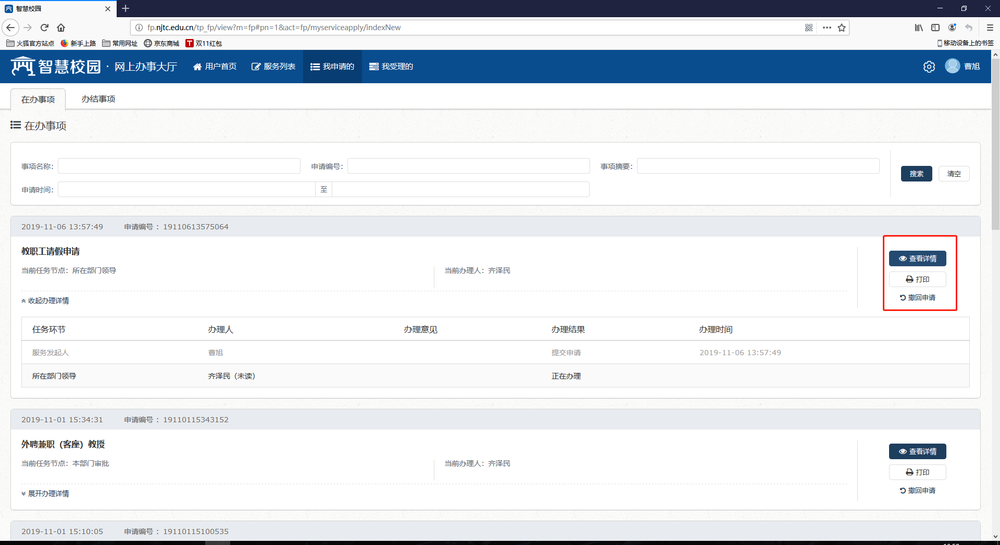 智慧校园
fp.njtc.edu.cn/tp_fp/view?m=fp#pn=1&act=fp/myserviceapply/indexNew
火狐官方站点 新手上路 常用网址 京东商城 T 双11红包 移动设备上的书签
智慧校园 · 网上办事大厅 用户首页 服务列表 我申请的 我受理的 曹旭
在办事项 办结事项
在办事项
事项名称: 申请编号: 事项摘要:
搜索 清空
申请时间: 至
2019-11-06 13:57:49 申请编号 : 19110613575064
教职工请假申请
查看详情
当前任务节点: 所在部门领导 当前办理人: 齐泽民
打印
撤回申请
收起办理详情
任务环节 办理人 办理意见 办理结果 办理时间
服务发起人 曹旭 提交申请 2019-11-06 13:57:49
所在部门领导 齐泽民（未读） 正在办理
2019-11-01 15:34:31 申请编号 : 19110115343152
外聘兼职（客座）教授
查看详情
当前任务节点: 本部门审批 当前办理人: 齐泽民
打印
撤回申请
展开办理详情
2019-11-01 15:10:05 申请编号 : 19110115100535